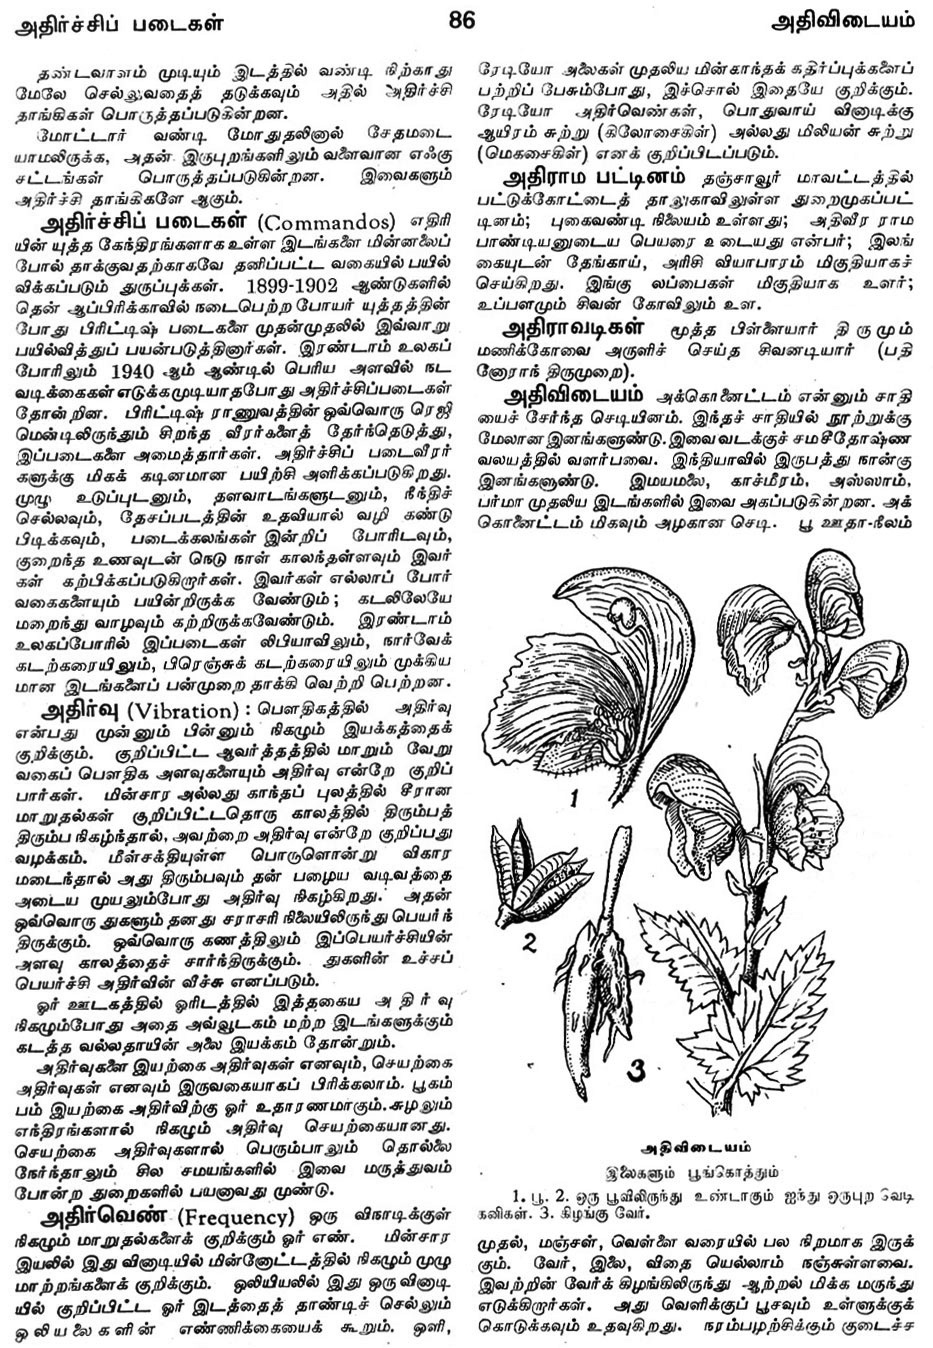 அதிர்ச்சிப் படைகள்
86
அதிவிடையம்
தண்டவாளம் முடியும் இடத்தில் வண்டி நிற்காது
மேலே செல்லுவதைத் தடுக்கவும் அதில் அதிர்ச்சி
தாங்கிகள் பொருத்தப்படுகின்றன.
மோட்டார் வண்டி மோதுதலினால் சேதமடை
யாமலிருக்க, அதன் இருபுறங்களிலும் வளைவான எஃகு
சட்டங்கள் பொருத்தப்படுகின்றன. இவைகளும்
அதிர்ச்சி தாங்கிகளே ஆகும்.
அதிர்ச்சிப் படைகள் (Commandos) எதிரி
யின் யுத்த கேந்திரங்களாக உள்ள இடங்களை மின்னலைப்
போல் தாக்குவதற்காகவே தனிப்பட்ட வகையில் பயில்
விக்கப்படும் துருப்புக்கள். 1899-1902 ஆண்டுகளில்
தென் ஆப்பிரிக்காவில் நடைபெற்ற போயர் யுத்தத்தின்
போது பிரிட்டிஷ் படைகளை முதன்முதலில் இவ்வாறு
பயில்வித்துப் பயன்படுத்தினார்கள். இரண்டாம் உலகப்
போரிலும் 1940 ஆம் ஆண்டில் பெரிய அளவில் நட
வடிக்கைகள் எடுக்கமுடியாதபோது அதிர்ச்சிப்படைகள்
தோன்றின. பிரிட்டிஷ் ராணுவத்தின் ஒவ்வொரு ரெஜி
மென்டிலிருந்தும் சிறந்த வீரர்களைத் தேர்ந்தெடுத்து,
இப்படைகளை அமைத்தார்கள். அதிர்ச்சிப் படைவீரர்
களுக்கு மிகக் கடினமான பயிற்சி அளிக்கப்படுகிறது.
முழு உடுப்புடனும், தளவாடங்களுடனும், நீந்திச்
செல்லவும், தேசப்படத்தின் உதவியால் வழி கண்டு
பிடிக்கவும், படைக்கலங்கள் இன்றிப் போரிடவும்,
குறைந்த உணவுடன் நெடு நாள் காலந்தள்ளவும் இவர்
கள் கற்பிக்கப்படுகிறார்கள். இவர்கள் எல்லாப் போர்
வகைகளையும் பயின்றிருக்க வேண்டும்; கடலிலேயே
மறைந்து வாழவும் கற்றிருக்கவேண்டும். இரண்டாம்
உலகப்போரில் இப்படைகள் லிபியாவிலும், நார்வேக்
கடற்கரையிலும், பிரெஞ்சுக் கடற்கரையிலும் முக்கிய
மான இடங்களைப் பன்முறை தாக்கி வெற்றி பெற்றன.
அதிர்வு (Vibration) : பௌதிகத்தில் அதிர்வு
என்பது முன்னும் பின்னும் நிகழும் இயக்கத்தைக்
குறிக்கும். குறிப்பிட்ட ஆவர்த்தத்தில் மாறும் வேறு
வகைப் பௌதிக அளவுகளையும் அதிர்வு என்றே குறிப்
பார்கள். மின்சார அல்லது காந்தப் புலத்தில் சீரான
மாறுதல்கள் குறிப்பிட்டதொரு காலத்தில் திரும்பத்
திரும்ப நிகழ்ந்தால், அவற்றை அதிர்வு என்றே குறிப்பது
வழக்கம். மீள்சக்தியுள்ள பொருளொன்று விகார
மடைந்தால் அது திரும்பவும் தன் பழைய வடிவத்தை
அடைய முயலும்போது அதிர்வு நிகழ்கிறது. அதன்
ஒவ்வொரு துகளும் தனது சராசரி நிலையிலிருந்து பெயர்ந்
திருக்கும். ஒவ்வொரு கணத்திலும் இப்பெயர்ச்சியின்
அளவு காலத்தைச் சார்ந்திருக்கும். துகளின் உச்சப்
பெயர்ச்சி அதிர்வின் வீச்சு எனப்படும்.
ஓர் ஊடகத்தில் ஓரிடத்தில் இத்தகைய அதிர்வு
நிகழும்போது அதை அவ்வூடகம் மற்ற இடங்களுக்கும்
கடத்த வல்லதாயின் அலை இயக்கம் தோன்றும்.
அதிர்வுகளை இயற்கை அதிர்வுகள் எனவும், செயற்கை
அதிர்வுகள் எனவும் இருவகையாகப் பிரிக்கலாம். பூகம்
பம் இயற்கை அதிர்விற்கு ஓர் உதாரணமாகும். சுழலும்
எந்திரங்களால் நிகழும் அதிர்வு செயற்கையானது.
செயற்கை அதிர்வுகளால் பெரும்பாலும் தொல்லை
நேர்ந்தாலும் சில சமயங்களில் இவை மருத்துவம்
போன்ற துறைகளில் பயனாவது முண்டு.
அதிர்வெண் (Frequency) ஒரு விநாடிக்குள்
நிகழும் மாறுதல்களைக் குறிக்கும் ஓர் எண். மின்சார
இயலில் இது வினாடியில் மின்னோட்டத்தில் நிகழும் முழு
மாற்றங்களைக் குறிக்கும். ஒலியியலில் இது ஒரு வினாடி
யில் குறிப்பிட்ட ஓர் இடத்தைத் தாண்டிச் செல்லும்
ஒலியலைகளின் எண்ணிக்கையைக் கூறும். ஒளி,
ரேடியோ அலைகள் முதலிய மின்காந்தக் கதிர்ப்புக்களைப்
பற்றிப் பேசும்போது, இச்சொல் இதையே குறிக்கும்.
ரேடியோ அதிர்வெண்கள், பொதுவாய் வினாடிக்கு
ஆயிரம் சுற்று (கிலோசைகிள்) அல்லது மிலியன் சுற்று
(மெகசைகிள்) எனக் குறிப்பிடப்படும்.
அதிராம பட்டினம் தஞ்சாவூர் மாவட்டத்தில்
பட்டுக்கோட்டைத் தாலுகாவிலுள்ள துறைமுகப்பட்
டினம்; புகைவண்டி நிலையம் உள்ளது; அதிவீர ராம
பாண்டியனுடைய பெயரை உடையது என்பர்; இலங்
கையுடன் தேங்காய், அரிசி வியாபாரம் மிகுதியாகச்
செய்கிறது. இங்கு லப்பைகள் மிகுதியாக உளர்;
உப்பளமும் சிவன் கோவிலும் உள.
அதிராவடிகள் மூத்த பிள்ளையார் திருமும்
மணிக்கோவை அருளிச் செய்த சிவனடியார் (பதி
னோராந் திருமுறை).
அதிவிடையம் அக்கொனைட்டம் என்னும் சாதி
யைச் சேர்ந்த செடியினம். இந்தச் சாதியில் நூற்றுக்கு
மேலான இனங்களுண்டு. இவை வடக்குச் சமசீதோஷ்ண
வலயத்தில் வளர்பவை. இந்தியாவில் இருபத்து நான்கு
இனங்களுண்டு. இமயமலை, காச்மீரம், அஸ்ஸாம்,
பர்மா முதலிய இடங்களில் இவை அகப்படுகின்றன. அக்
கொனைட்டம் மிகவும் அழகான செடி. பூ ஊதா-நீலம்
1
2
3
அதிவிடையம்
இலைகளும் பூங்கொத்தும்
1. பூ. 2. ஒரு பூவிலிருந்து உண்டாகும் ஐந்து ஒருபுற வெடி
கனிகள். 3. கிழங்கு வேர்.
முதல், மஞ்சள், வெள்ளை வரையில் பல நிறமாக இருக்
கும். வேர், இலை, விதை யெல்லாம் நஞ்சுள்ளவை.
இவற்றின் வேர்க் கிழங்கிலிருந்து ஆற்றல் மிக்க மருந்து
எடுக்கிறார்கள். அது வெளிக்குப் பூசவும் உள்ளுக்குக்
கொடுக்கவும் உதவுகிறது. நரம்பழற்சிக்கும் குடைச்ச